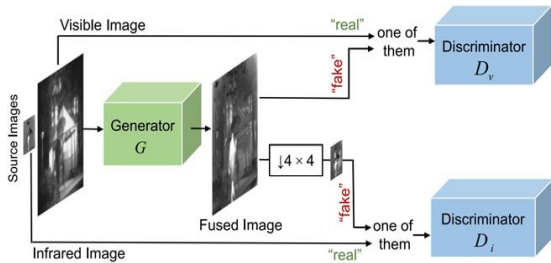 Visible Image
"real"
one of
them
Discriminator
D_v
"fake"
Source Images
Generator
G
↓4 × 4
"fake"
Fused Image
one of
them
Discriminator
D_i
Infrared Image
"real"